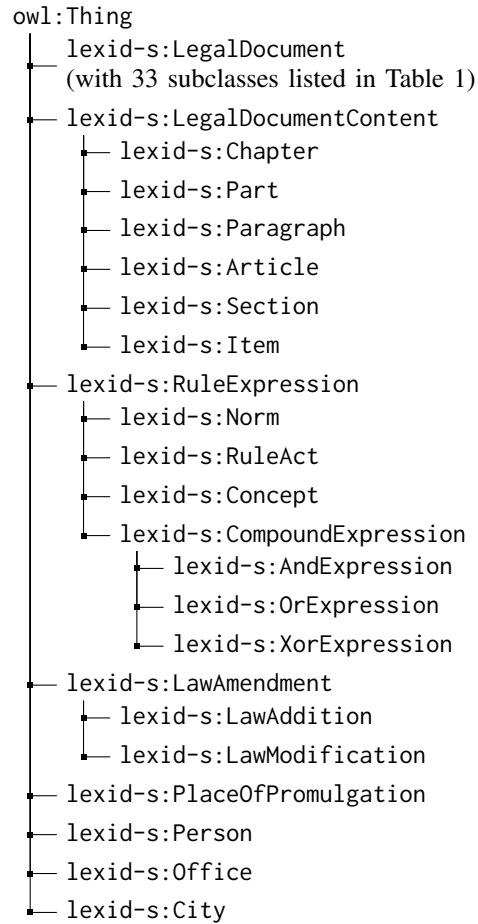 owl:Thing
lexid-s:LegalDocument
(with 33 subclasses listed in Table 1)
lexid-s:LegalDocumentContent
lexid-s:Chapter
lexid-s:Part
lexid-s:Paragraph
lexid-s:Article
lexid-s:Section
lexid-s:Item
lexid-s:RuleExpression
lexid-s:Norm
lexid-s:RuleAct
lexid-s:Concept
lexid-s:CompoundExpression
lexid-s:AndExpression
lexid-s:OrExpression
lexid-s:XorExpression
lexid-s:LawAmendment
lexid-s:LawAddition
lexid-s:LawModification
lexid-s:PlaceOfPromulgation
lexid-s:Person
lexid-s:Office
lexid-s:City